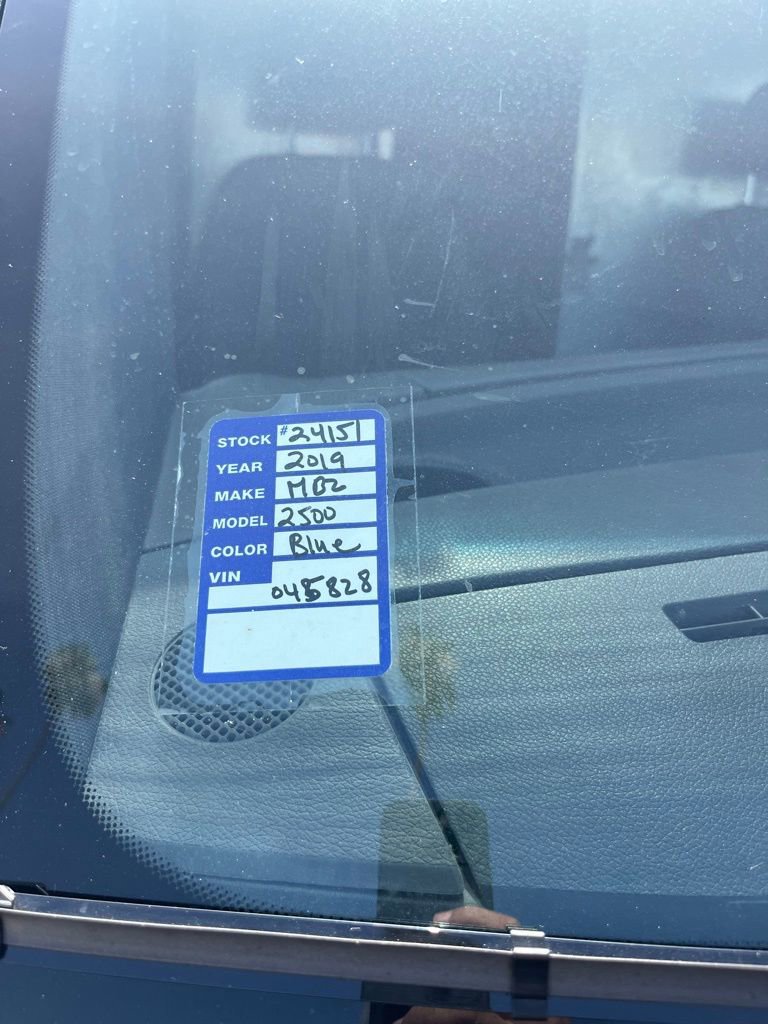 STOCK #24151
YEAR 2019
MAKE MBZ
MODEL 2500
COLOR Blue
VIN
045828